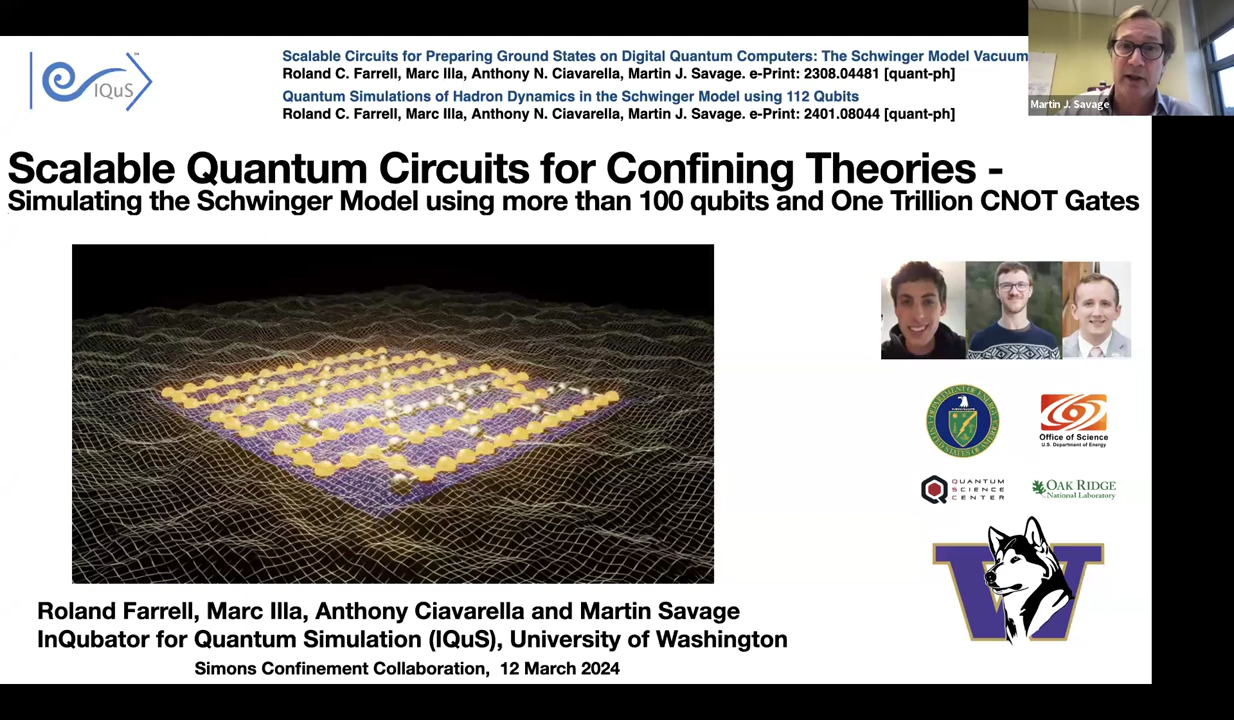 Scalable Circuits for Preparing Ground States on Digital Quantum Computers: The Schwinger Model Vacuum
Roland C. Farrell, Marc Illa, Anthony N. Ciavarella, Martin J. Savage. e-Print: 2308.04481 [quant-ph]
Quantum Simulations of Hadron Dynamics in the Schwinger Model using 112 Qubits
Roland C. Farrell, Marc Illa, Anthony N. Ciavarella, Martin J. Savage. e-Print: 2401.08044 [quant-ph]
IQuS
Martin J. Savage
Scalable Quantum Circuits for Confining Theories -
Simulating the Schwinger Model using more than 100 qubits and One Trillion CNOT Gates
Office of Science
U.S. Department of Energy
QUANTUM
SCIENCE
CENTER
OAK RIDGE
National Laboratory
W
Roland Farrell, Marc Illa, Anthony Ciavarella and Martin Savage
InQubator for Quantum Simulation (IQuS), University of Washington
Simons Confinement Collaboration, 12 March 2024